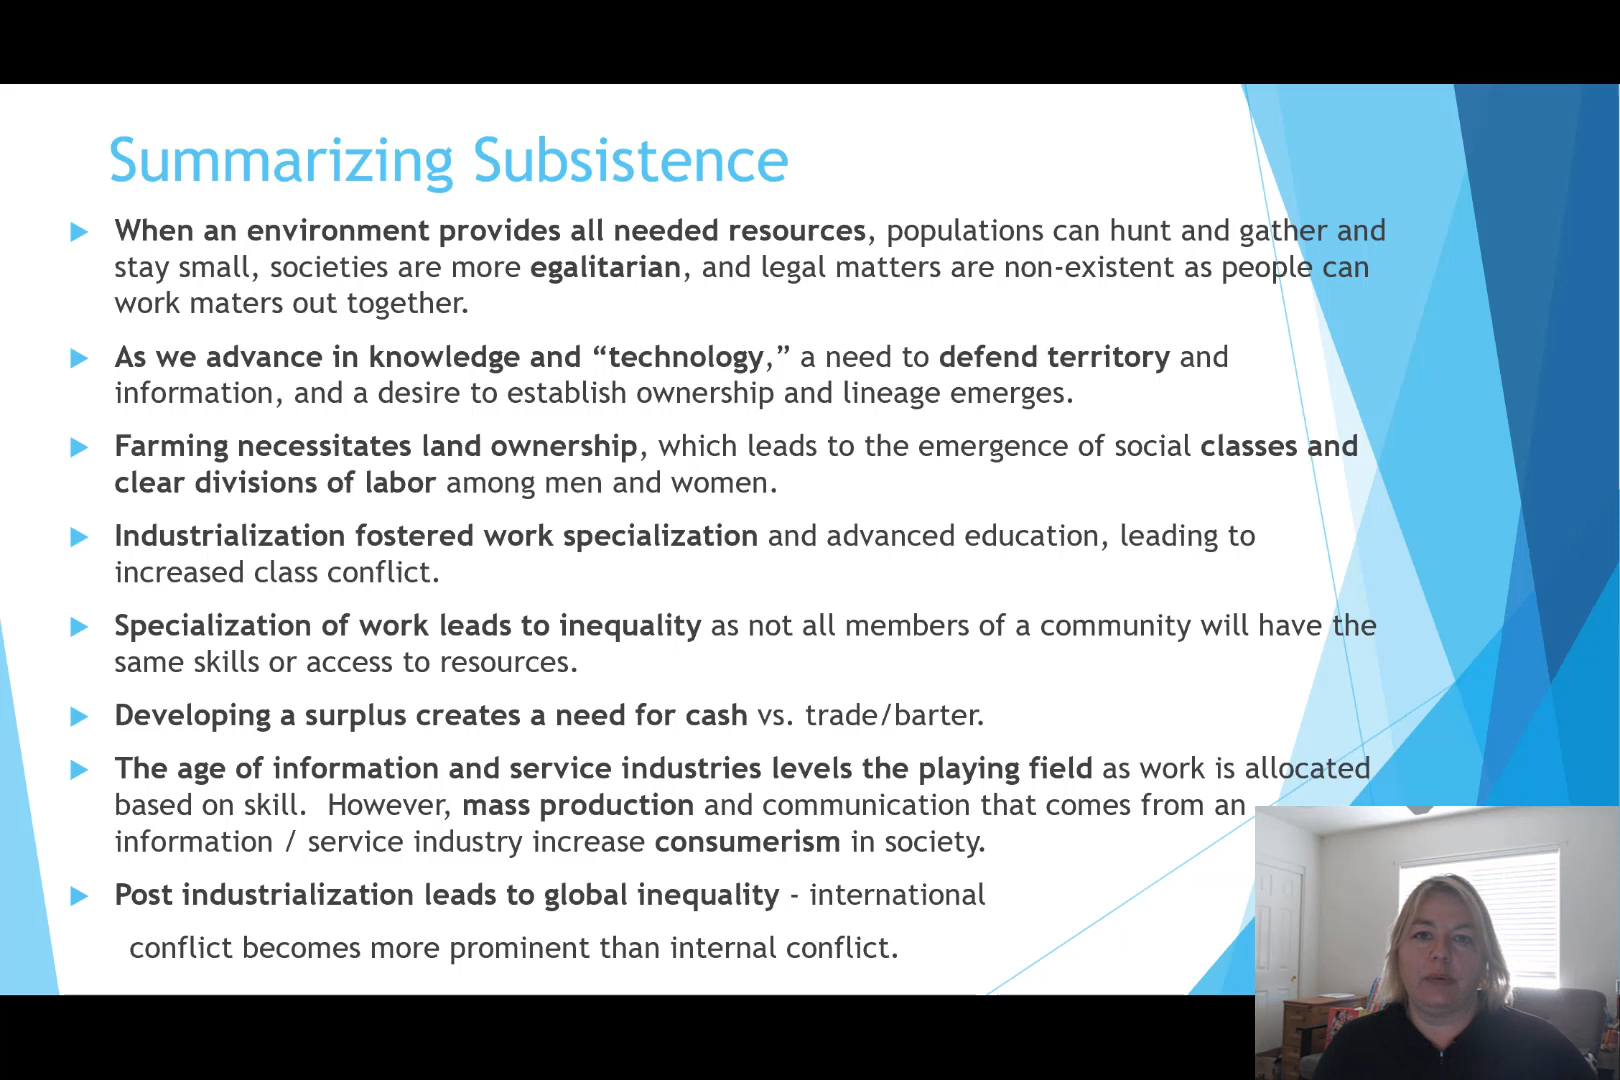 Summarizing Subsistence
When an environment provides all needed resources, populations can hunt and gather and
stay small, societies are more egalitarian, and legal matters are non-existent as people can
work maters out together.
As we advance in knowledge and “technology,” a need to defend territory and
information, and a desire to establish ownership and lineage emerges.
Farming necessitates land ownership, which leads to the emergence of social classes and
clear divisions of labor among men and women.
Industrialization fostered work specialization and advanced education, leading to
increased class conflict.
Specialization of work leads to inequality as not all members of a community will have the
same skills or access to resources.
Developing a surplus creates a need for cash vs. trade/barter.
The age of information and service industries levels the playing field as work is allocated
based on skill.  However, mass production and communication that comes from an
information / service industry increase consumerism in society.
Post industrialization leads to global inequality - international
conflict becomes more prominent than internal conflict.